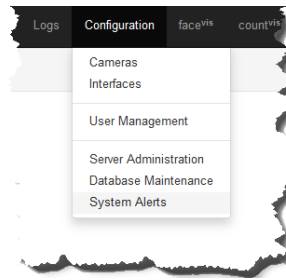 Logs Configuration facevis countvis
Cameras
Interfaces
User Management
Server Administration
Database Maintenance
System Alerts